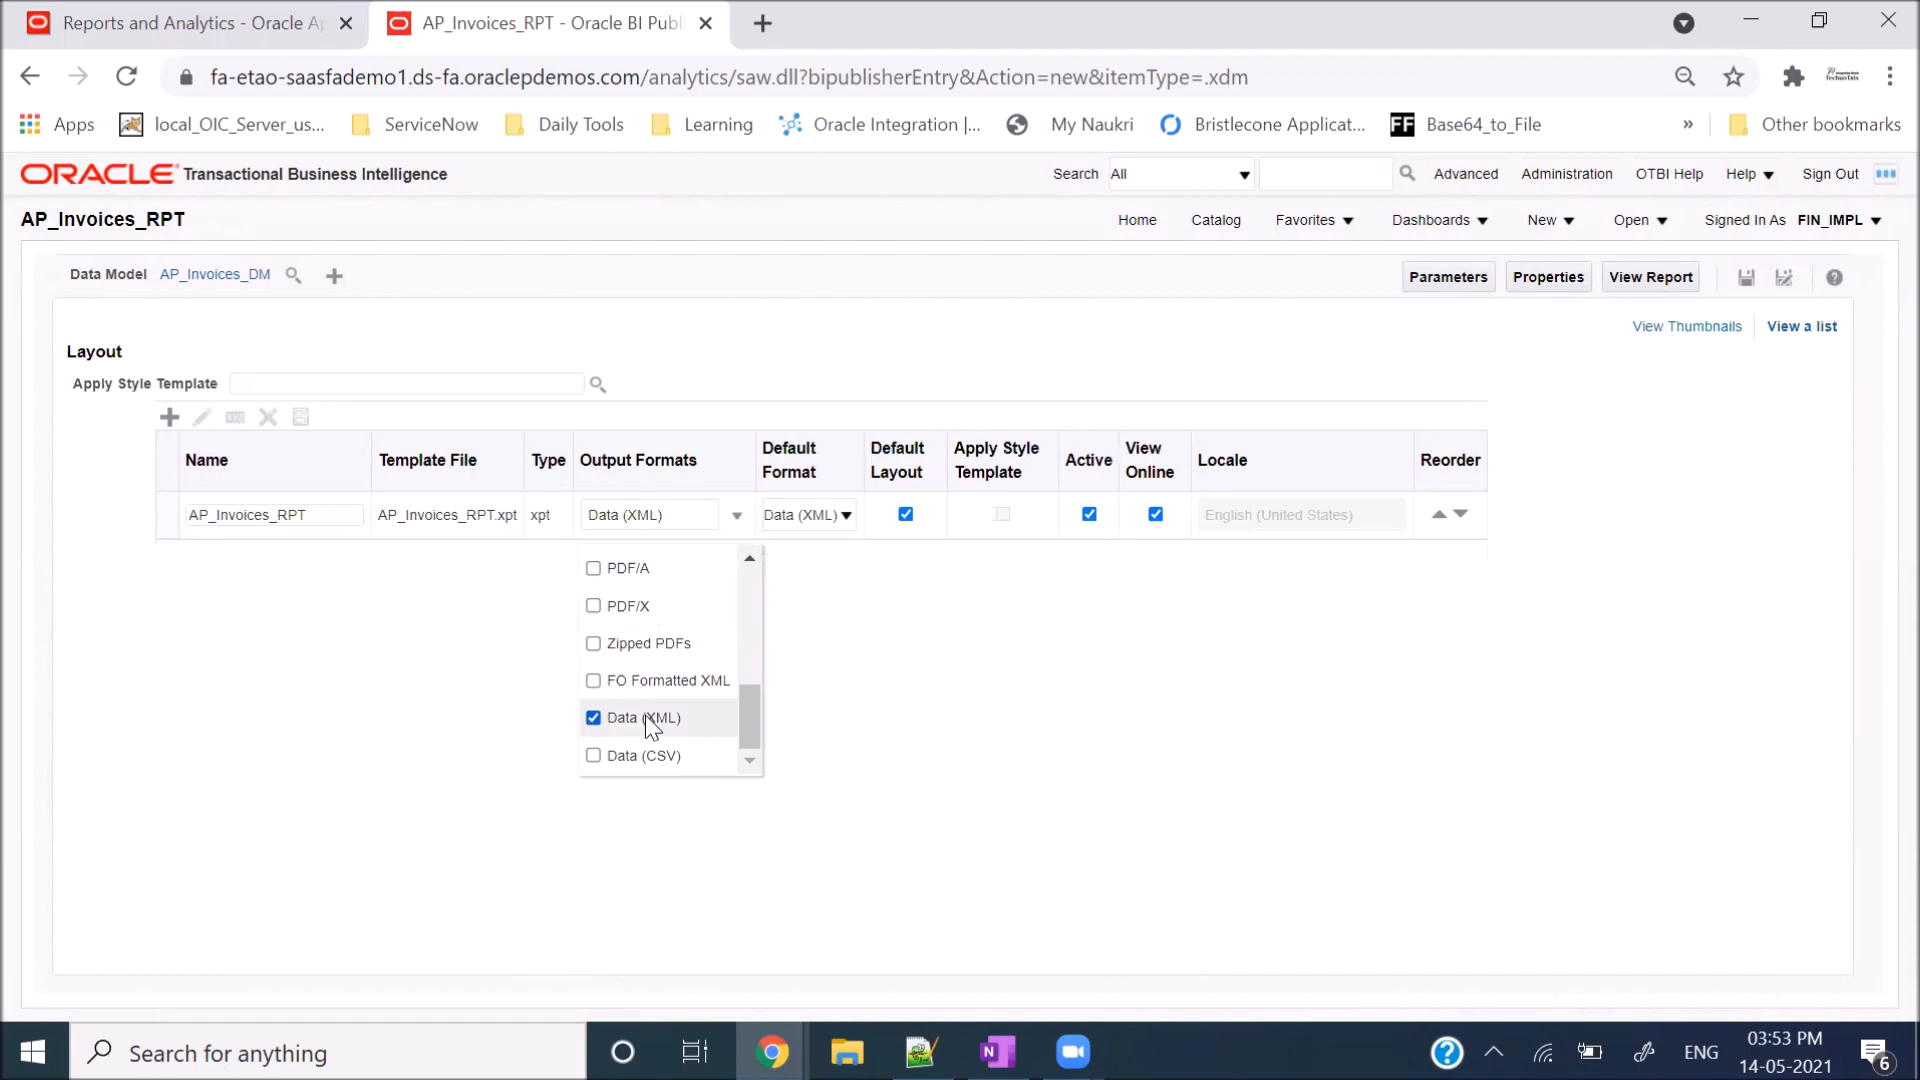 Reports and Analytics - Oracle Ap
AP_Invoices_RPT - Oracle BI Publ
fa-etao-saasfademo1.ds-fa.oraclepdemos.com/analytics/saw.dll?bipublisherEntry&Action=new&itemType=.xdm
Apps local_OIC_Server_us... ServiceNow Daily Tools Learning Oracle Integration |... My Naukri Bristlecone Applicat... FF Base64_to_File » Other bookmarks
ORACLE Transactional Business Intelligence Search All Advanced Administration OTBI Help Help Sign Out
AP_Invoices_RPT Home Catalog Favorites Dashboards New Open Signed In As FIN_IMPL
Data Model AP_Invoices_DM Parameters Properties View Report
View Thumbnails View a list
Layout
Apply Style Template
Name Template File Type Output Formats Default Format Default Layout Apply Style Template Active View Online Locale Reorder
AP_Invoices_RPT AP_Invoices_RPT.xpt xpt Data (XML) Data (XML) English (United States)
PDF/A
PDF/X
Zipped PDFs
FO Formatted XML
Data (XML)
Data (CSV)
Search for anything
ENG
03:53 PM
14-05-2021
6